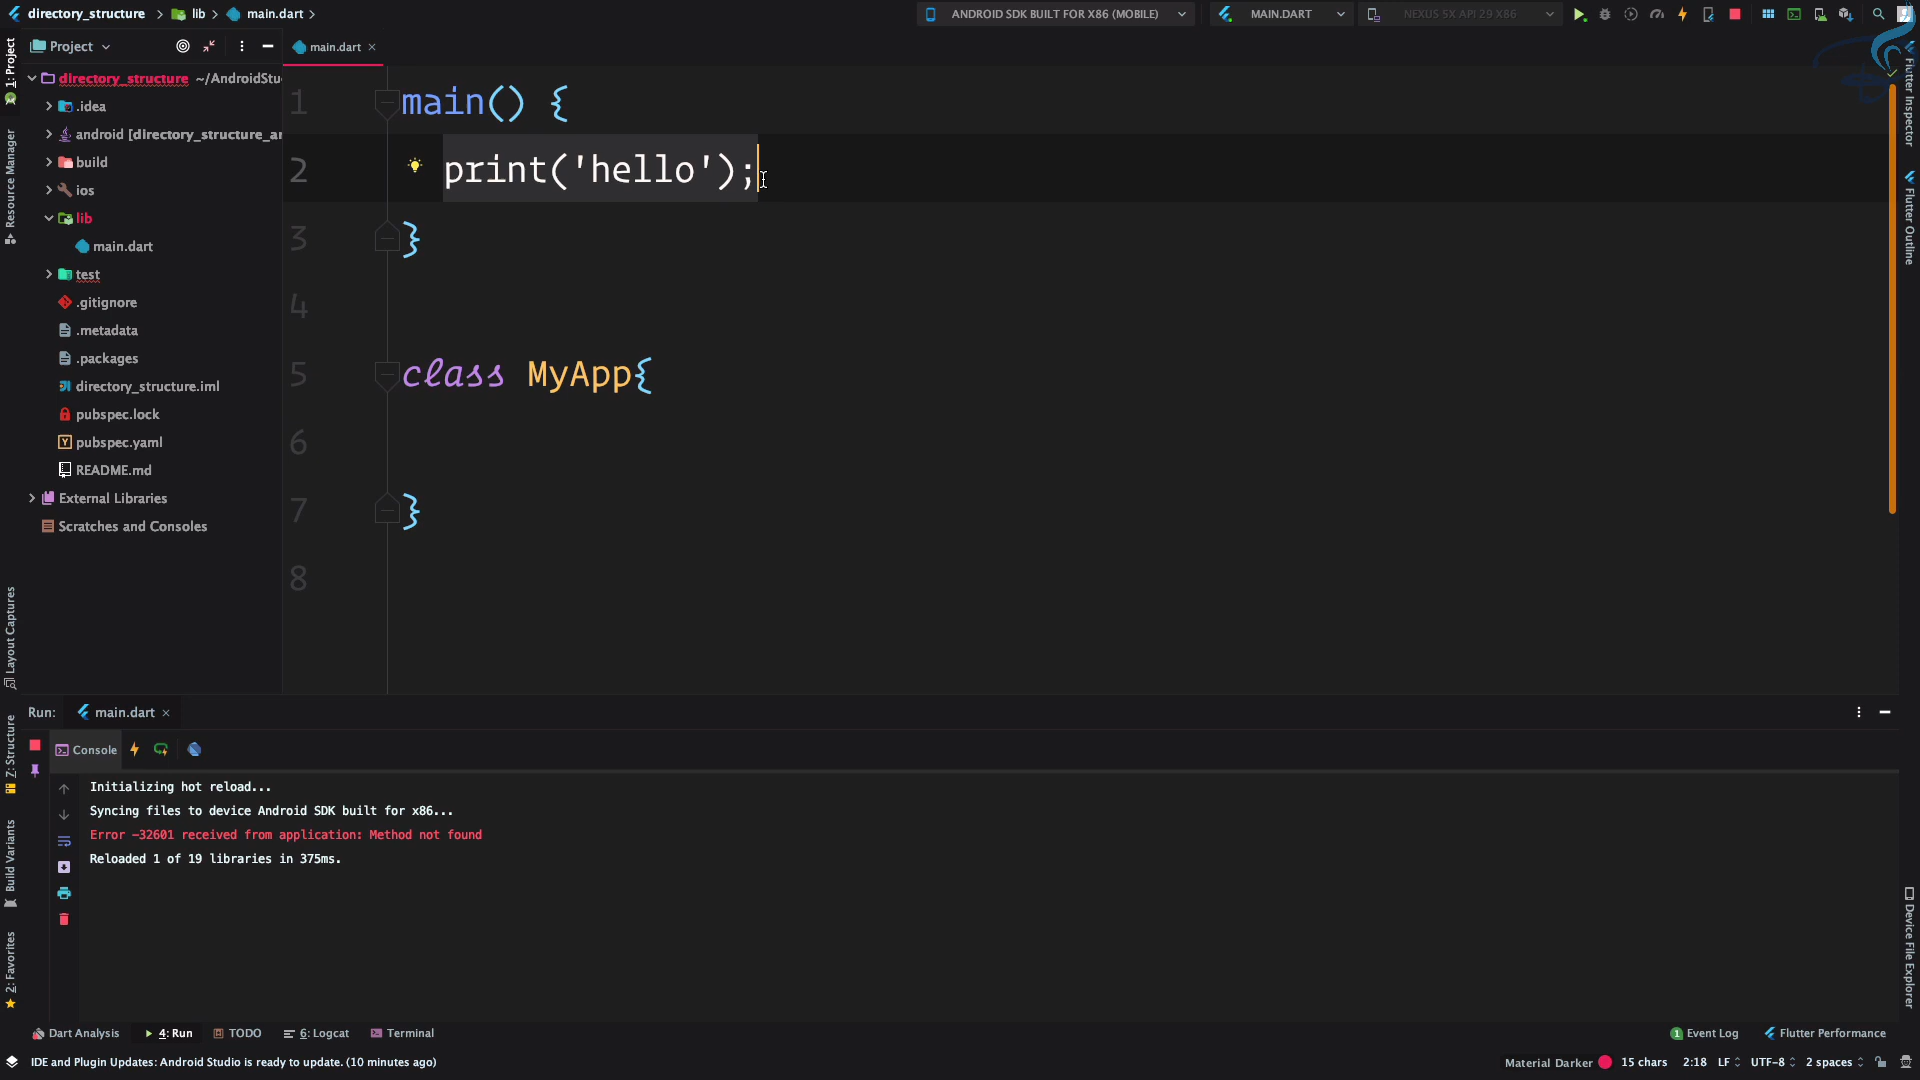 directory_structure lib main.dart ANDROID SDK BUILT FOR X86 (MOBILE) MAIN.DART NEXUS 5X API 29 X86
1: Project
Resource Manager
Layout Captures
Z: Structure
Build Variants
2: Favorites
Project
directory_structure ~/AndroidStu
.idea
android [directory_structure_an
build
ios
lib
main.dart
test
.gitignore
.metadata
.packages
directory_structure.iml
pubspec.lock
pubspec.yaml
README.md
External Libraries
Scratches and Consoles
main.dart
1 main() {
2 print('hello');
3 }
4
5 class MyApp{
6
7 }
8
Flutter Inspector
Flutter Outline
Device File Explorer
Run: main.dart
Console
Initializing hot reload...
Syncing files to device Android SDK built for x86...
Error -32601 received from application: Method not found
Reloaded 1 of 19 libraries in 375ms.
Dart Analysis 4: Run TODO 6: Logcat Terminal 1 Event Log Flutter Performance
IDE and Plugin Updates: Android Studio is ready to update. (10 minutes ago) Material Darker 15 chars 2:18 LF UTF-8 2 spaces